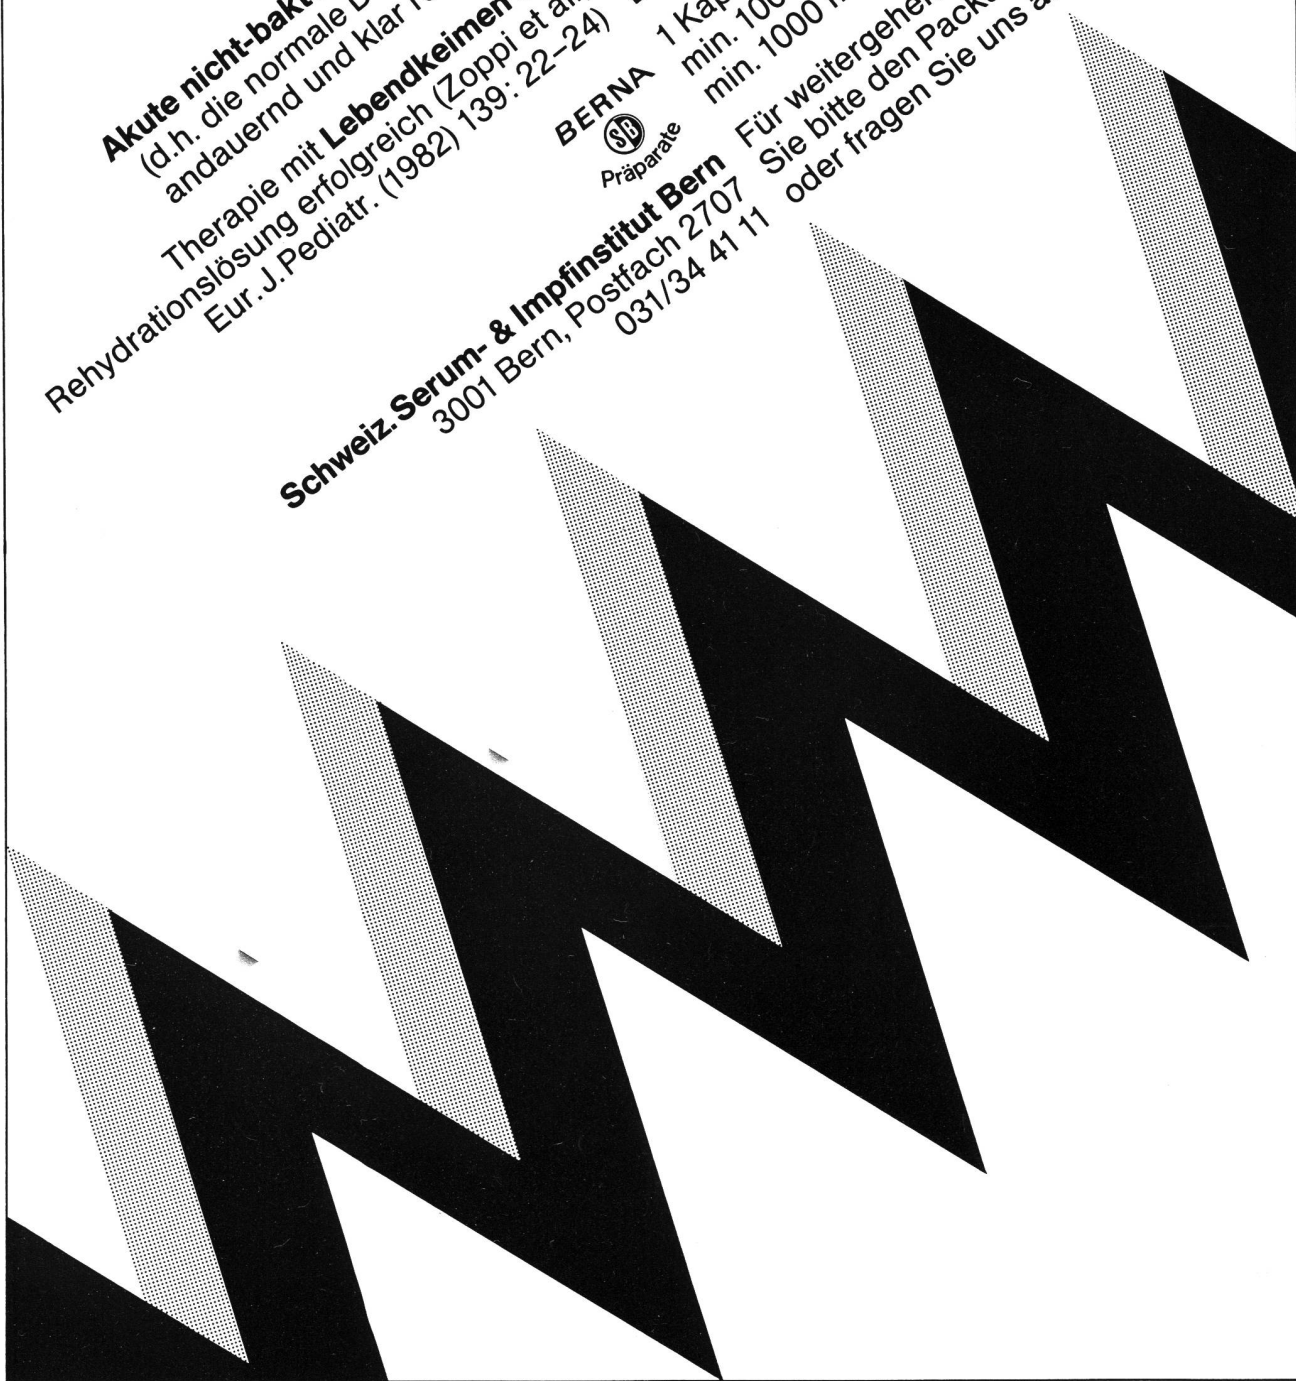 Akute nicht-bakt
(d.h. die normale
andauernd und klar
Therapie mit Lebendkeimen
Rehydrationslösung erfolgreich (Zoppi et al.
Eur. J. Pediatr. (1982) 139: 22–24)
BERNA
SB
Präparate
Schweiz. Serum- & Impfinstitut Bern
3001 Bern, Postfach 2707
031/34 41 11
1 Kap
min. 100
min. 1000
Für weitergehen
Sie bitte den Pack
oder fragen Sie uns